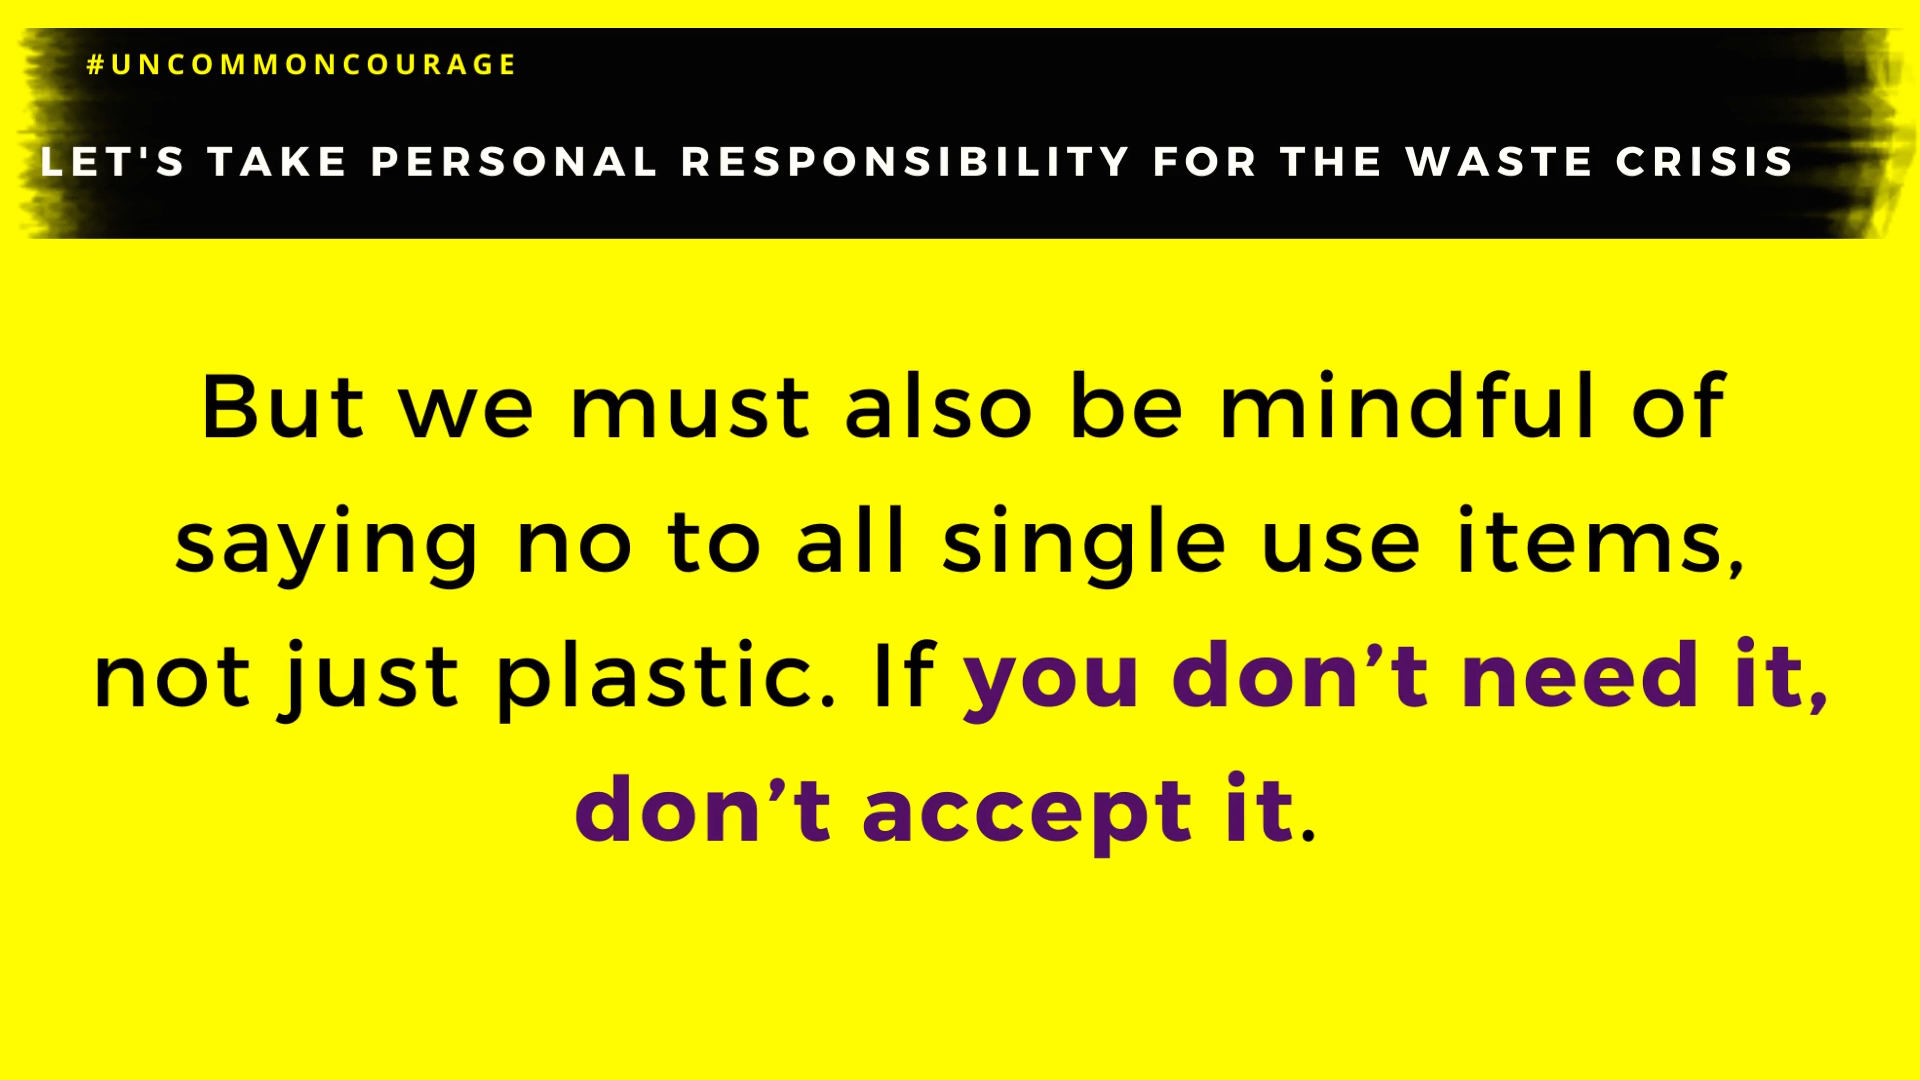 #UNCOMMONCOURAGE
LET'S TAKE PERSONAL RESPONSIBILITY FOR THE WASTE CRISIS
But we must also be mindful of
saying no to all single use items,
not just plastic. If you don’t need it,
don’t accept it.